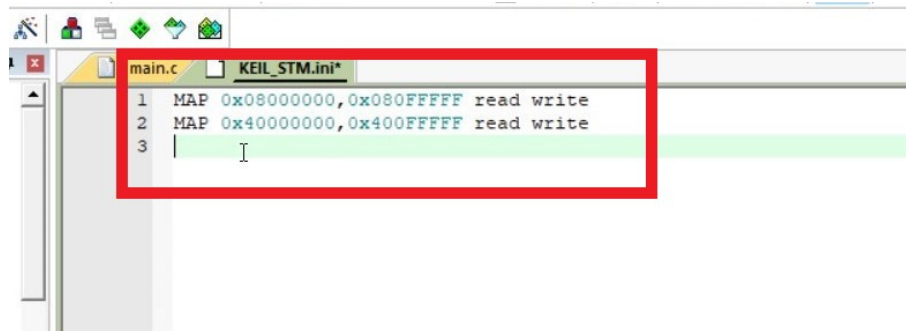 main.c KEIL_STM.ini*
1 MAP 0x08000000,0x080FFFFF read write
2 MAP 0x40000000,0x400FFFFF read write
3